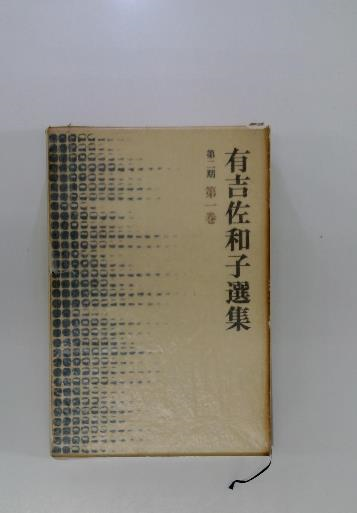 有吉佐和子選集
第二期 第一巻